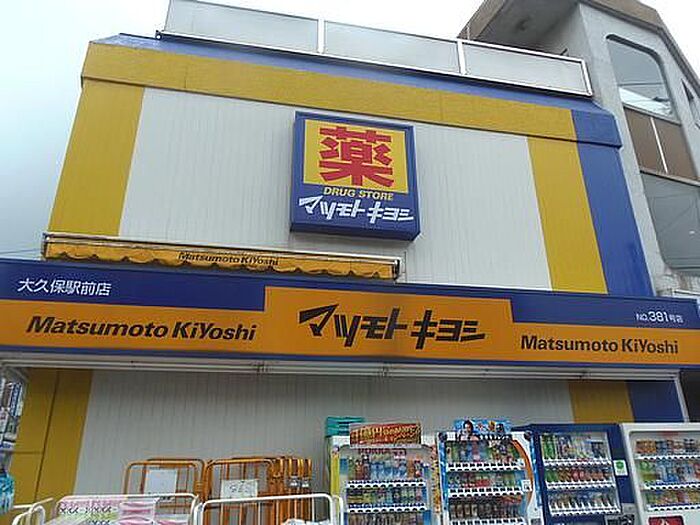 薬
DRUG STORE
マツモトキヨシ
Matsumoto KiYoshi
大久保駅前店
Matsumoto KiYoshi
マツモトキヨシ
No.391号店
Matsumoto KiYoshi